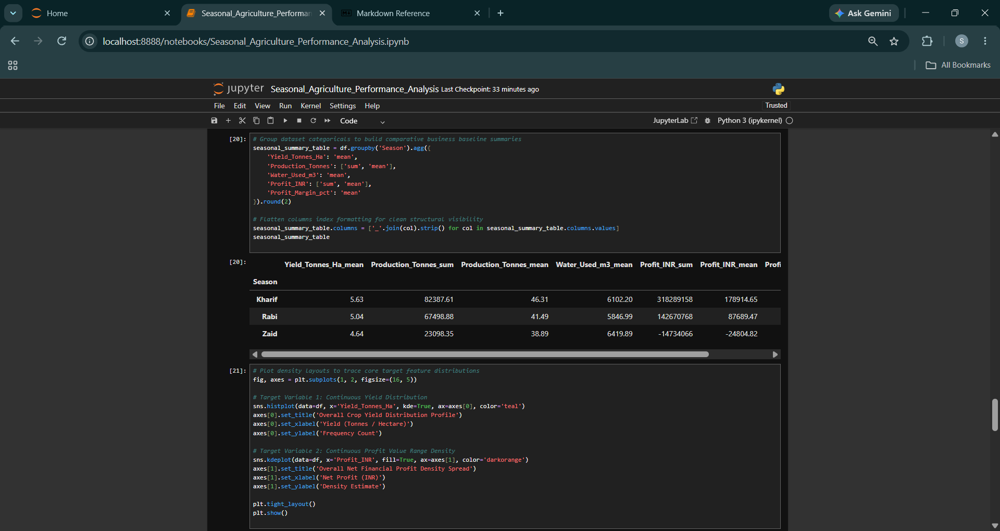 Home
Seasonal_Agriculture_Performan
Markdown Reference
Ask Gemini
localhost:8888/notebooks/Seasonal_Agriculture_Performance_Analysis.ipynb
S
All Bookmarks
jupyter Seasonal_Agriculture_Performance_Analysis Last Checkpoint: 33 minutes ago
File Edit View Run Kernel Settings Help
Trusted
Code
JupyterLab
Python 3 (ipykernel)
[20]:
# Group dataset categoricals to build comparative business baseline summaries
seasonal_summary_table = df.groupby('Season').agg({
    'Yield_Tonnes_Ha': 'mean',
    'Production_Tonnes': ['sum', 'mean'],
    'Water_Used_m3': 'mean',
    'Profit_INR': ['sum', 'mean'],
    'Profit_Margin_pct': 'mean'
}).round(2)
# Flatten columns index formatting for clean structural visibility
seasonal_summary_table.columns = ['_'.join(col).strip() for col in seasonal_summary_table.columns.values]
seasonal_summary_table
[20]:
Yield_Tonnes_Ha_mean Production_Tonnes_sum Production_Tonnes_mean Water_Used_m3_mean Profit_INR_sum Profit_INR_mean Profi
Season
Kharif 5.63 82387.61 46.31 6102.20 318289158 178914.65
Rabi 5.04 67498.88 41.49 5846.99 142670768 87689.47
Zaid 4.64 23098.35 38.89 6419.89 -14734066 -24804.82
[21]:
# Plot density layouts to trace core target feature distributions
fig, axes = plt.subplots(1, 2, figsize=(16, 5))
# Target Variable 1: Continuous Yield Distribution
sns.histplot(data=df, x='Yield_Tonnes_Ha', kde=True, ax=axes[0], color='teal')
axes[0].set_title('Overall Crop Yield Distribution Profile')
axes[0].set_xlabel('Yield (Tonnes / Hectare)')
axes[0].set_ylabel('Frequency Count')
# Target Variable 2: Continuous Profit Value Range Density
sns.kdeplot(data=df, x='Profit_INR', fill=True, ax=axes[1], color='darkorange')
axes[1].set_title('Overall Net Financial Profit Density Spread')
axes[1].set_xlabel('Net Profit (INR)')
axes[1].set_ylabel('Density Estimate')
plt.tight_layout()
plt.show()